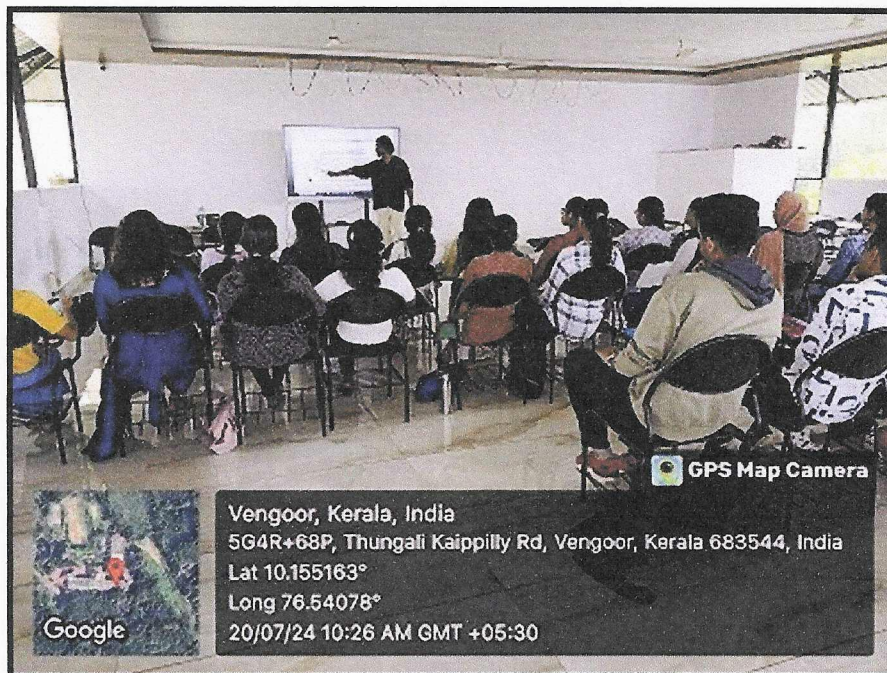 GPS Map Camera
Vengoor, Kerala, India
5G4R+68P, Thungali Kaippilly Rd, Vengoor, Kerala 683544, India
Lat 10.155163°
Long 76.54078°
20/07/24 10:26 AM GMT +05:30
Google